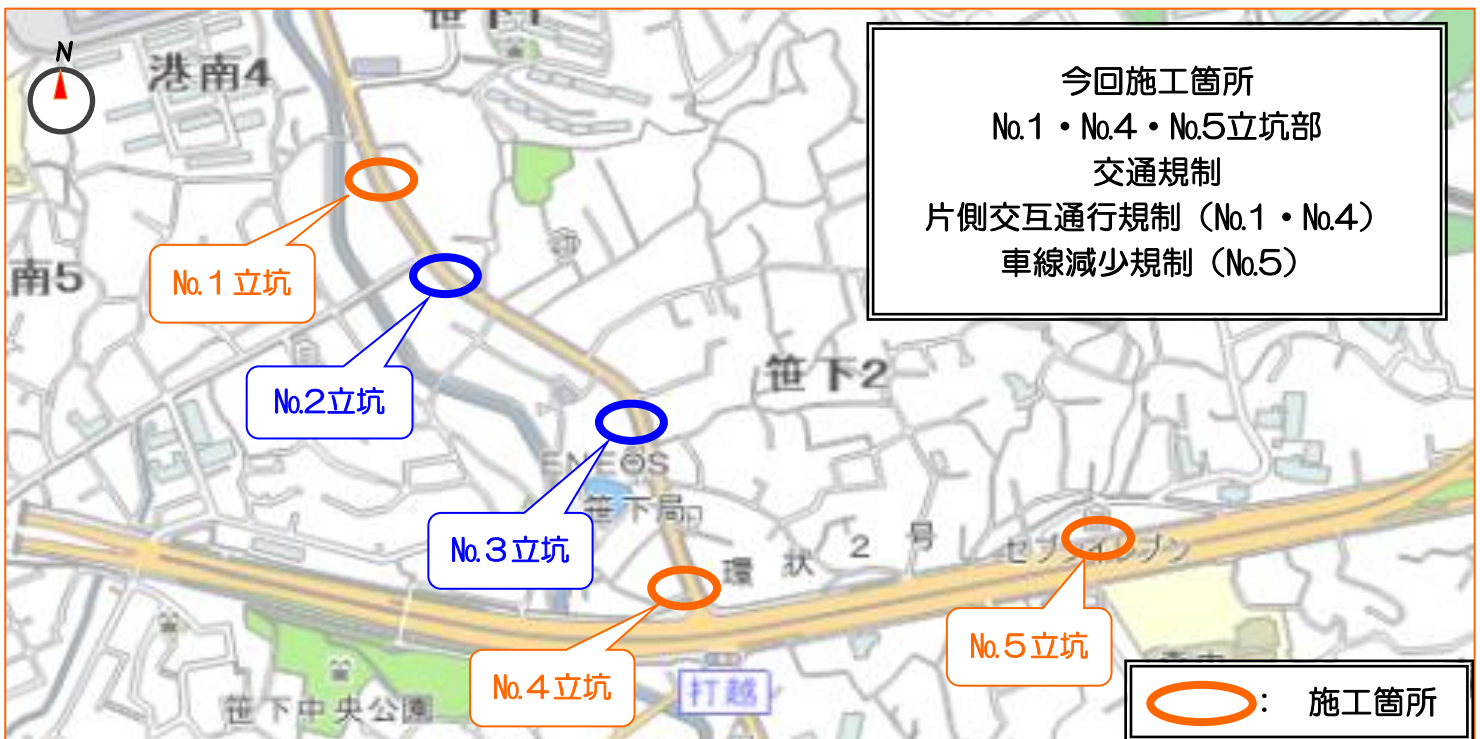 笹下1
N
港南4
今回施工箇所
No.1・No.4・No.5立坑部
交通規制
片側交互通行規制（No.1・No.4）
車線減少規制（No.5）
南5
No.1立坑
No.2立坑
笹下2
ENEOS
笹下局
No.3立坑
環状2号
セブンイレブン
No.4立坑
No.5立坑
打越
笹下中央公園
: 施工箇所